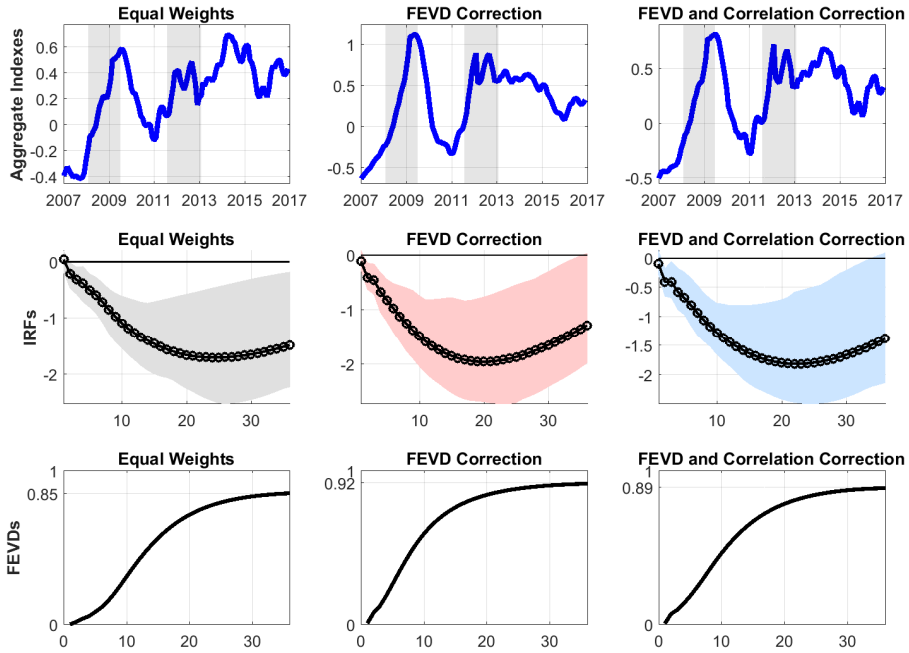 Equal Weights FEVD Correction FEVD and Correlation Correction
Aggregate Indexes
0.6 0.4 0.2 0 -0.2 -0.4
2007 2009 2011 2013 2015 2017
1 0.5 0 -0.5
2007 2009 2011 2013 2015 2017
0.5 0 -0.5
2007 2009 2011 2013 2015 2017
Equal Weights FEVD Correction FEVD and Correlation Correction
IRFs
0 -1 -2
10 20 30
0 -1 -2
10 20 30
0 -0.5 -1 -1.5 -2
10 20 30
Equal Weights FEVD Correction FEVD and Correlation Correction
FEVDs
1 0.85 0
0 10 20 30
1 0.92 0
0 10 20 30
1 0.89 0
0 10 20 30